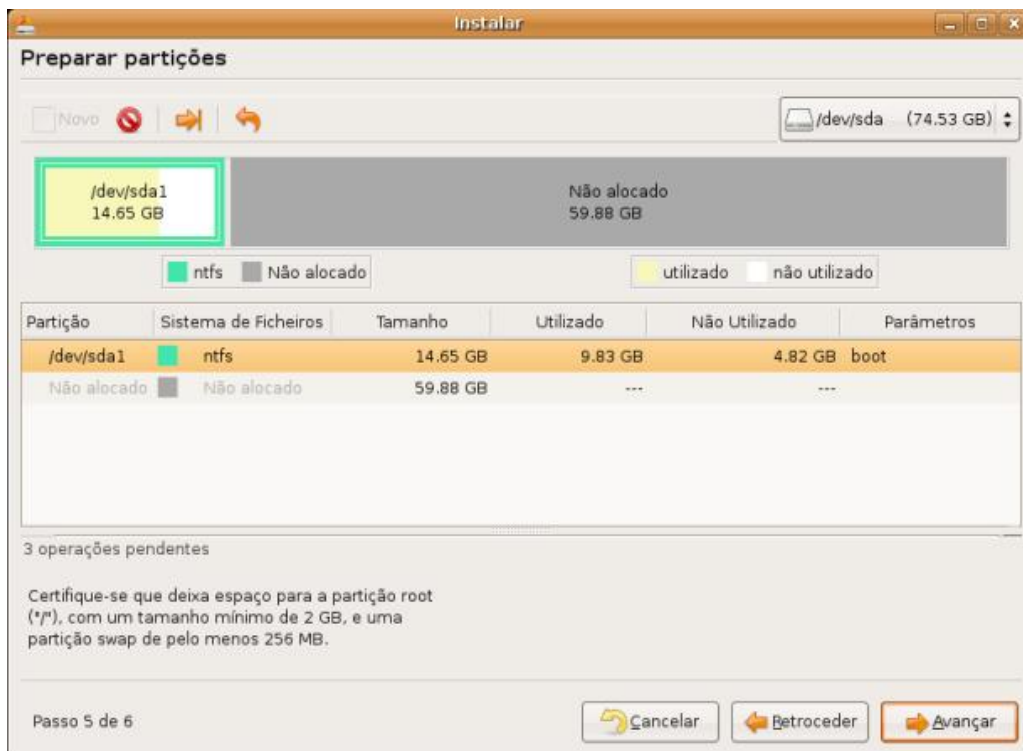 Instalar
Preparar partições
Novo
/dev/sda (74.53 GB)
/dev/sda1
14.65 GB
Não alocado
59.88 GB
ntfs Não alocado
utilizado não utilizado
Partição Sistema de Ficheiros Tamanho Utilizado Não Utilizado Parâmetros
/dev/sda1 ntfs 14.65 GB 9.83 GB 4.82 GB boot
Não alocado Não alocado 59.88 GB --- ---
3 operações pendentes
Certifique-se que deixa espaço para a partição root
("/"), com um tamanho mínimo de 2 GB, e uma
partição swap de pelo menos 256 MB.
Passo 5 de 6
Cancelar
Retroceder
Avançar